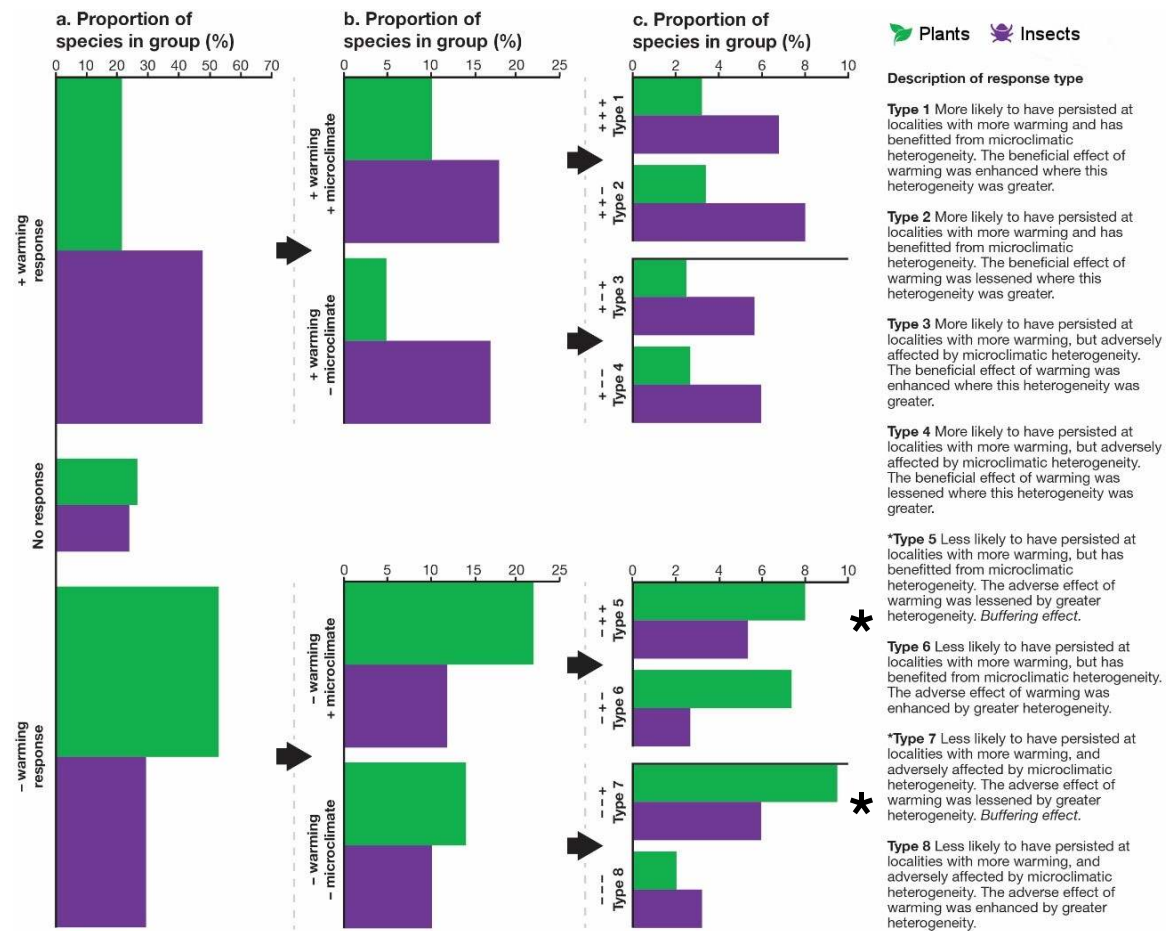 a. Proportion of
species in group (%)
b. Proportion of
species in group (%)
c. Proportion of
species in group (%)
Plants Insects
0 10 20 30 40 50 60 70
0 5 10 15 20 25
0 2 4 6 8 10
+ warming
response
+ warming
+ microclimate
+ warming
– microclimate
+ + +
Type 1
+ + –
Type 2
+ – +
Type 3
+ – –
Type 4
No response
– warming
response
0 5 10 15 20 25
0 2 4 6 8 10
– warming
+ microclimate
– warming
– microclimate
– + +
Type 5
*
– + –
Type 6
– – +
Type 7
*
– – –
Type 8
Description of response type
Type 1 More likely to have persisted at
localities with more warming and has
benefitted from microclimatic
heterogeneity. The beneficial effect of
warming was enhanced where this
heterogeneity was greater.
Type 2 More likely to have persisted at
localities with more warming and has
benefitted from microclimatic
heterogeneity. The beneficial effect of
warming was lessened where this
heterogeneity was greater.
Type 3 More likely to have persisted at
localities with more warming, but adversely
affected by microclimatic heterogeneity.
The beneficial effect of warming was
enhanced where this heterogeneity was
greater.
Type 4 More likely to have persisted at
localities with more warming, but adversely
affected by microclimatic heterogeneity.
The beneficial effect of warming was
lessened where this heterogeneity was
greater.
*Type 5 Less likely to have persisted at
localities with more warming, but has
benefitted from microclimatic
heterogeneity. The adverse effect of
warming was lessened by greater
heterogeneity. Buffering effect.
Type 6 Less likely to have persisted at
localities with more warming, but has
benefited from microclimatic heterogeneity.
The adverse effect of warming was
enhanced by greater heterogeneity.
*Type 7 Less likely to have persisted at
localities with more warming, and
adversely affected by microclimatic
heterogeneity. The adverse effect of
warming was lessened by greater
heterogeneity. Buffering effect.
Type 8 Less likely to have persisted at
localities with more warming, and
adversely affected by microclimatic
heterogeneity. The adverse effect of
warming was enhanced by greater
heterogeneity.